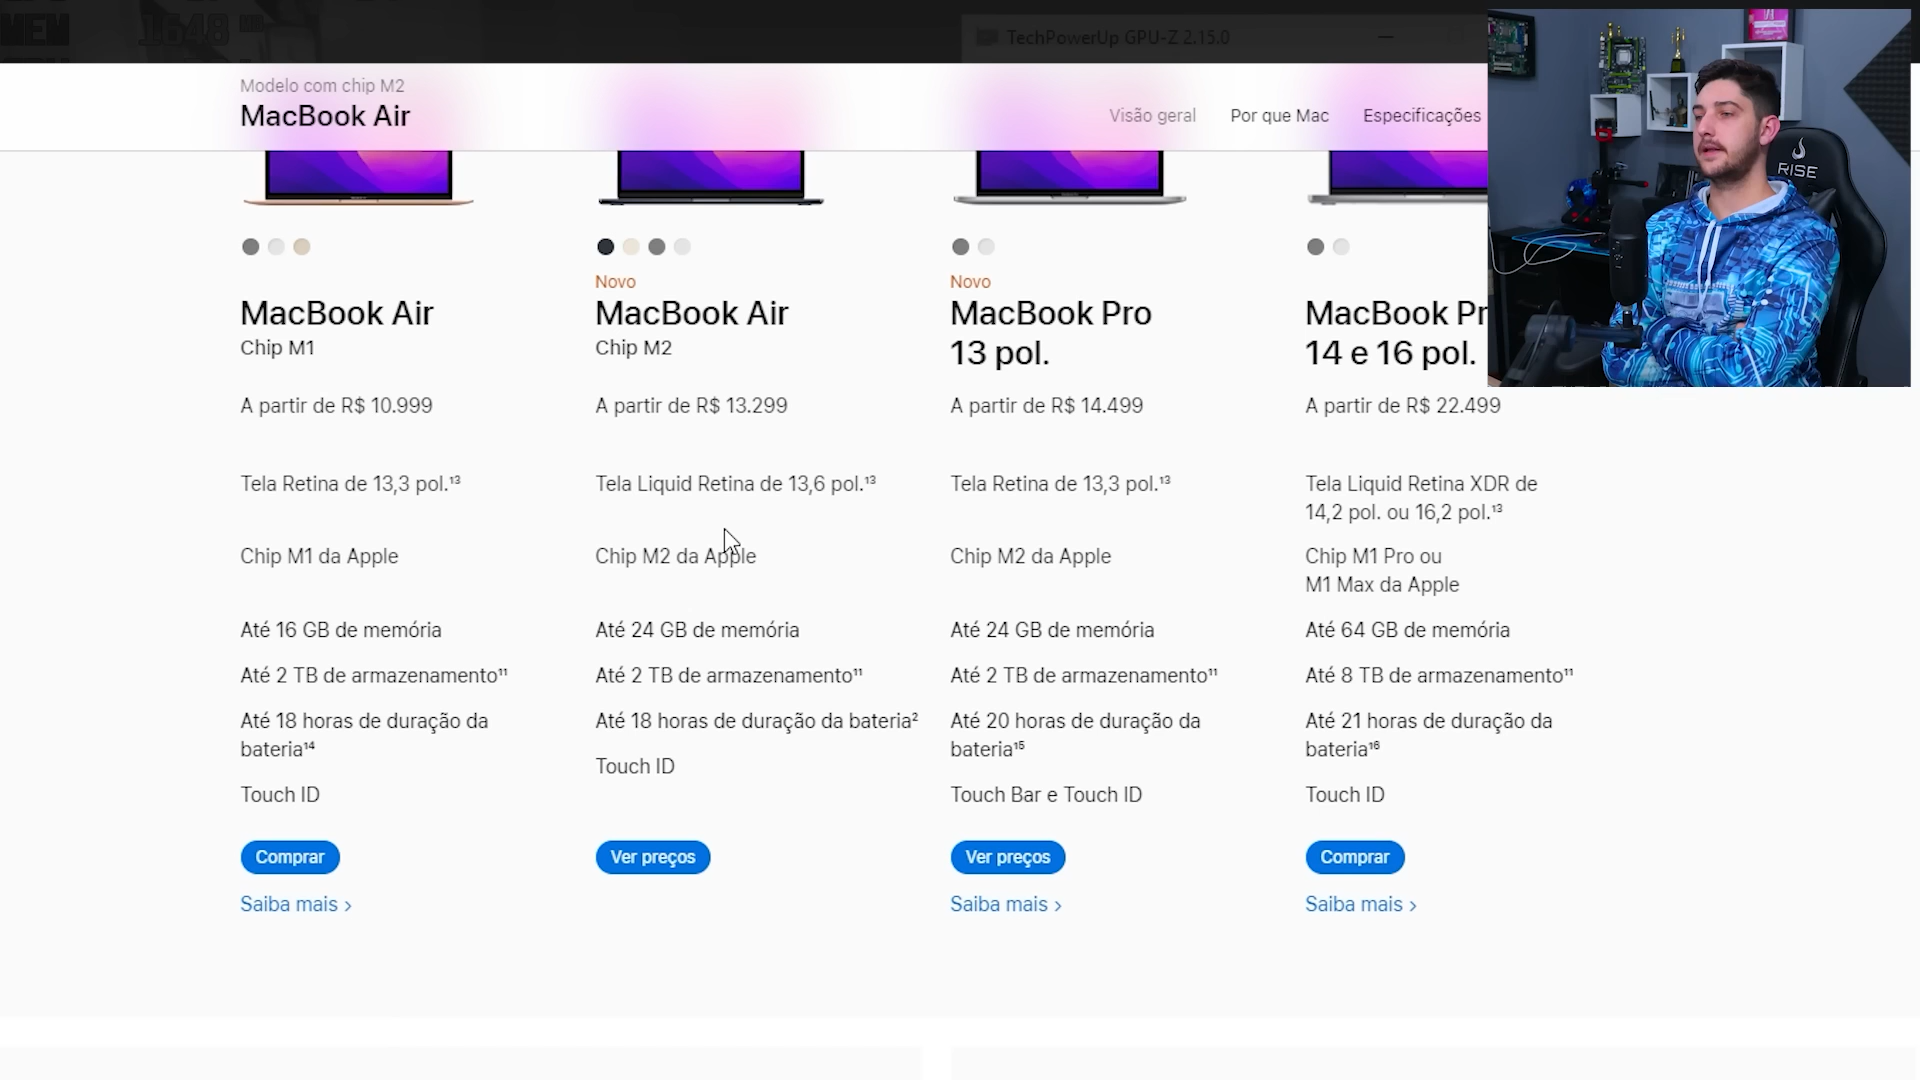 MEM 1648 MB
TechPowerUp GPU-Z 2.15.0
Modelo com chip M2
MacBook Air
Visão geral
Por que Mac
Especificações
RISE
Novo
Novo
MacBook Air
Chip M1
MacBook Air
Chip M2
MacBook Pro
13 pol.
MacBook Pr
14 e 16 pol.
A partir de R$ 10.999
A partir de R$ 13.299
A partir de R$ 14.499
A partir de R$ 22.499
Tela Retina de 13,3 pol.¹³
Tela Liquid Retina de 13,6 pol.¹³
Tela Retina de 13,3 pol.¹³
Tela Liquid Retina XDR de
14,2 pol. ou 16,2 pol.¹³
Chip M1 da Apple
Chip M2 da Apple
Chip M2 da Apple
Chip M1 Pro ou
M1 Max da Apple
Até 16 GB de memória
Até 24 GB de memória
Até 24 GB de memória
Até 64 GB de memória
Até 2 TB de armazenamento¹¹
Até 2 TB de armazenamento¹¹
Até 2 TB de armazenamento¹¹
Até 8 TB de armazenamento¹¹
Até 18 horas de duração da
bateria¹⁴
Até 18 horas de duração da bateria²
Até 20 horas de duração da
bateria¹⁵
Até 21 horas de duração da
bateria¹⁶
Touch ID
Touch ID
Touch Bar e Touch ID
Touch ID
Comprar
Ver preços
Ver preços
Comprar
Saiba mais >
Saiba mais >
Saiba mais >